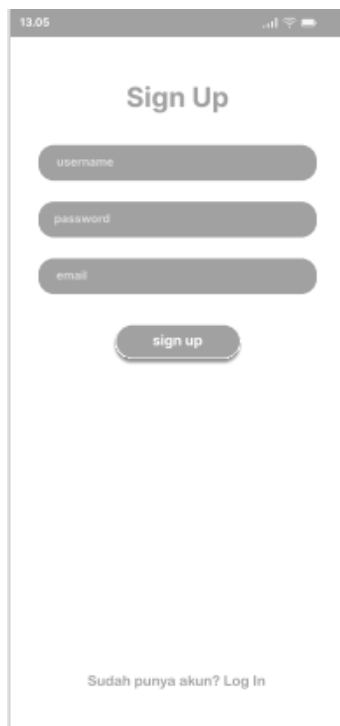 13.05
Sign Up
username
password
email
sign up
Sudah punya akun? Log In